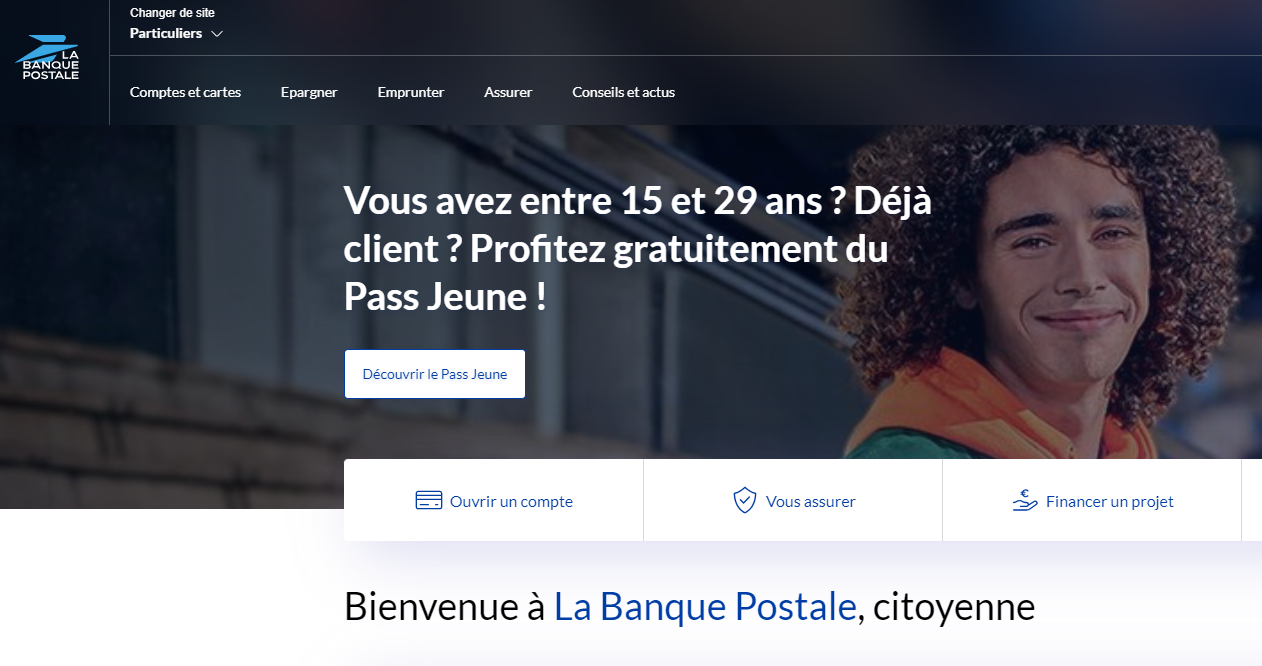 Changer de site
Particuliers
LA
BANQUE
POSTALE
Comptes et cartes
Epargner
Emprunter
Assurer
Conseils et actus
Vous avez entre 15 et 29 ans ? Déjà
client ? Profitez gratuitement du
Pass Jeune !
Découvrir le Pass Jeune
Ouvrir un compte
Vous assurer
Financer un projet
Bienvenue à La Banque Postale, citoyenne